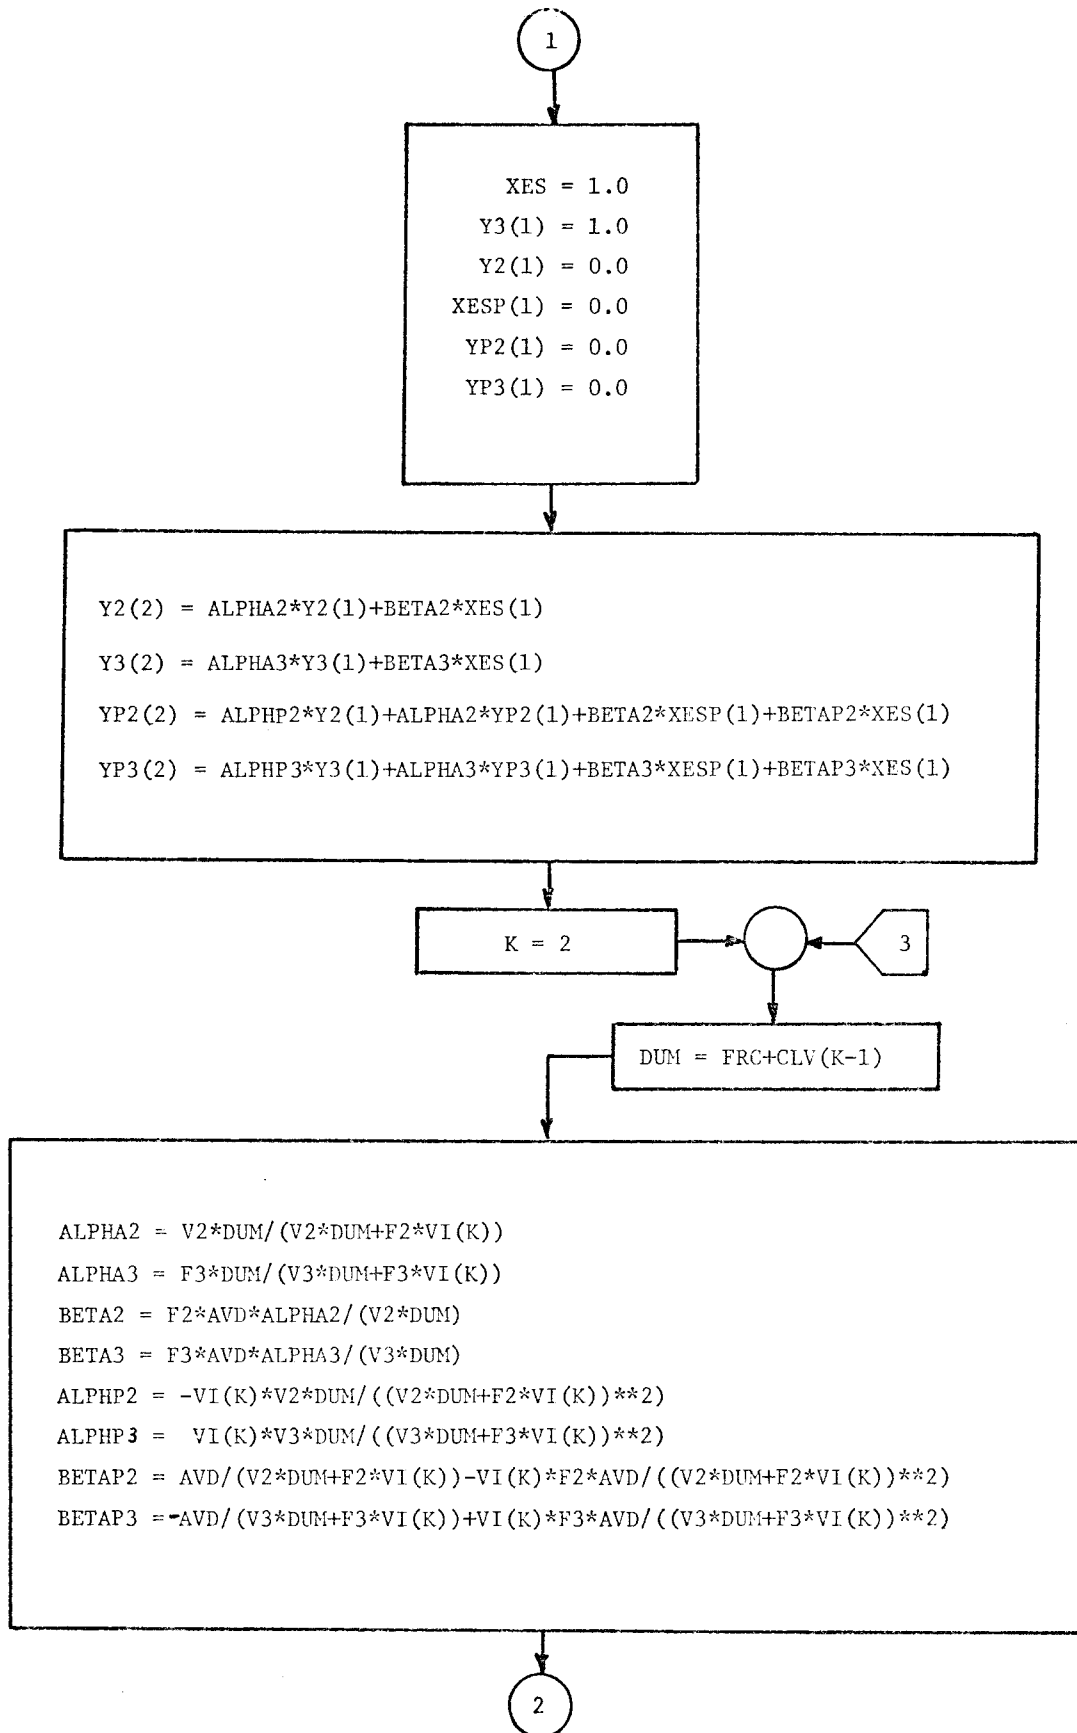 1
XES = 1.0
Y3(1) = 1.0
Y2(1) = 0.0
XESP(1) = 0.0
YP2(1) = 0.0
YP3(1) = 0.0
Y2(2) = ALPHA2*Y2(1)+BETA2*XES(1)
Y3(2) = ALPHA3*Y3(1)+BETA3*XES(1)
YP2(2) = ALPHP2*Y2(1)+ALPHA2*YP2(1)+BETA2*XESP(1)+BETAP2*XES(1)
YP3(2) = ALPHP3*Y3(1)+ALPHA3*YP3(1)+BETA3*XESP(1)+BETAP3*XES(1)
K = 2
3
DUM = FRC+CLV(K-1)
ALPHA2 = V2*DUM/(V2*DUM+F2*VI(K))
ALPHA3 = F3*DUM/(V3*DUM+F3*VI(K))
BETA2 = F2*AVD*ALPHA2/(V2*DUM)
BETA3 = F3*AVD*ALPHA3/(V3*DUM)
ALPHP2 = -VI(K)*V2*DUM/((V2*DUM+F2*VI(K))**2)
ALPHP3 = VI(K)*V3*DUM/((V3*DUM+F3*VI(K))**2)
BETAP2 = AVD/(V2*DUM+F2*VI(K))-VI(K)*F2*AVD/((V2*DUM+F2*VI(K))**2)
BETAP3 =-AVD/(V3*DUM+F3*VI(K))+VI(K)*F3*AVD/((V3*DUM+F3*VI(K))**2)
2